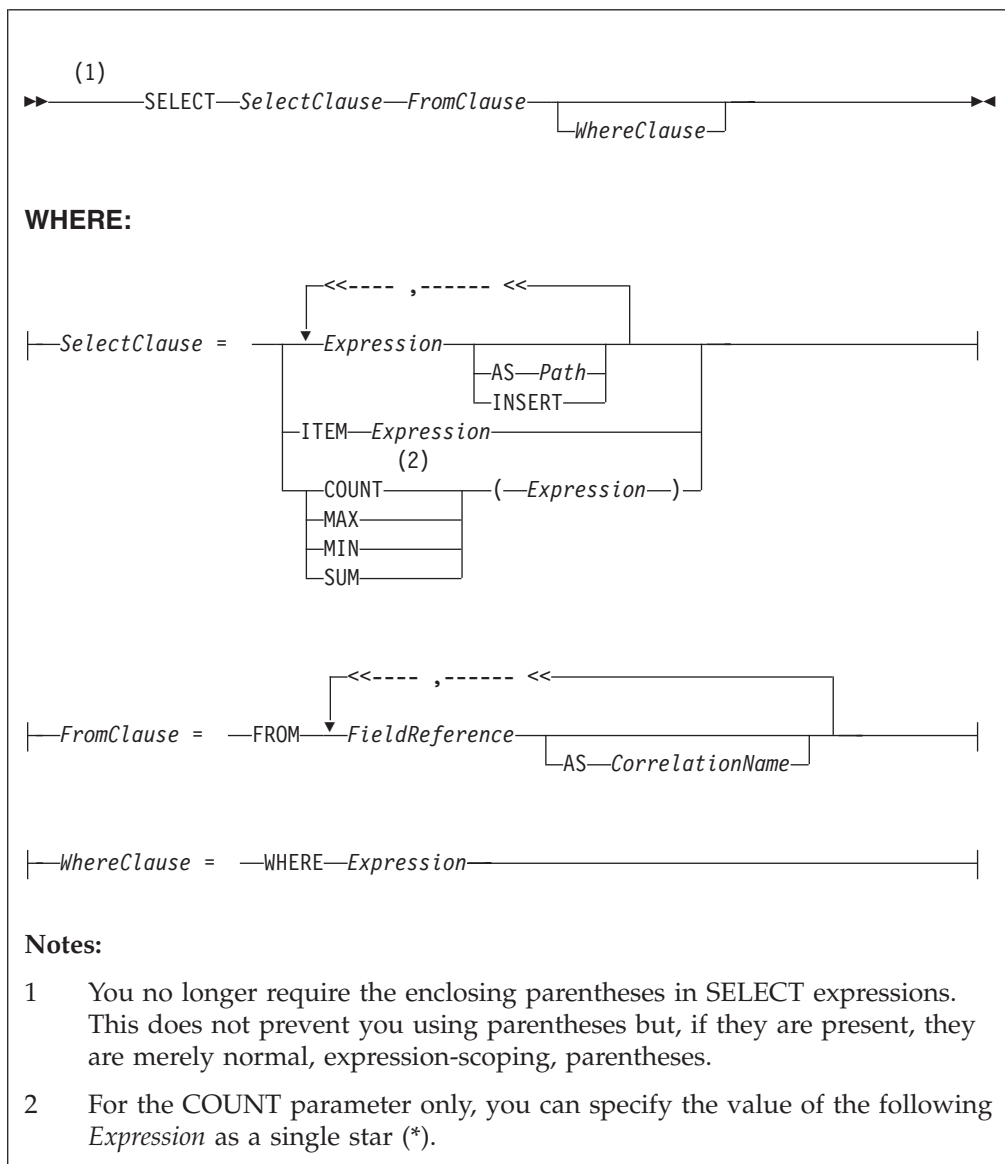 (1)
SELECT SelectClause FromClause
WhereClause
WHERE:
<<---- ,------ <<
SelectClause = Expression
AS Path
INSERT
ITEM Expression
(2)
COUNT ( Expression )
MAX
MIN
SUM
<<---- ,------ <<
FromClause = FROM FieldReference
AS CorrelationName
WhereClause = WHERE Expression
Notes:
1 You no longer require the enclosing parentheses in SELECT expressions.
This does not prevent you using parentheses but, if they are present, they
are merely normal, expression-scoping, parentheses.
2 For the COUNT parameter only, you can specify the value of the following
Expression as a single star (*).